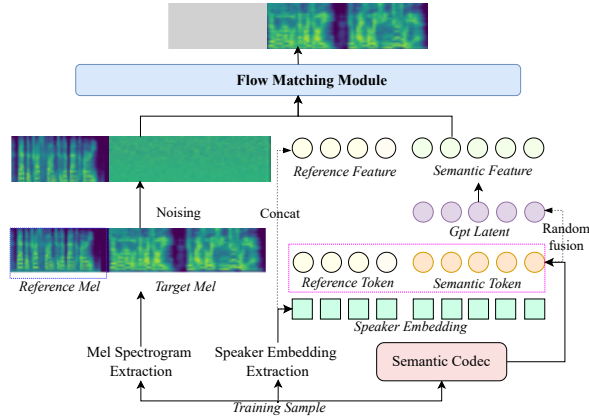 Flow Matching Module
Reference Feature
Semantic Feature
Noising
Concat
Gpt Latent
Random
fusion
Reference Mel
Target Mel
Reference Token
Semantic Token
Speaker Embedding
Mel Spectrogram
Extraction
Speaker Embedding
Extraction
Semantic Codec
Training Sample